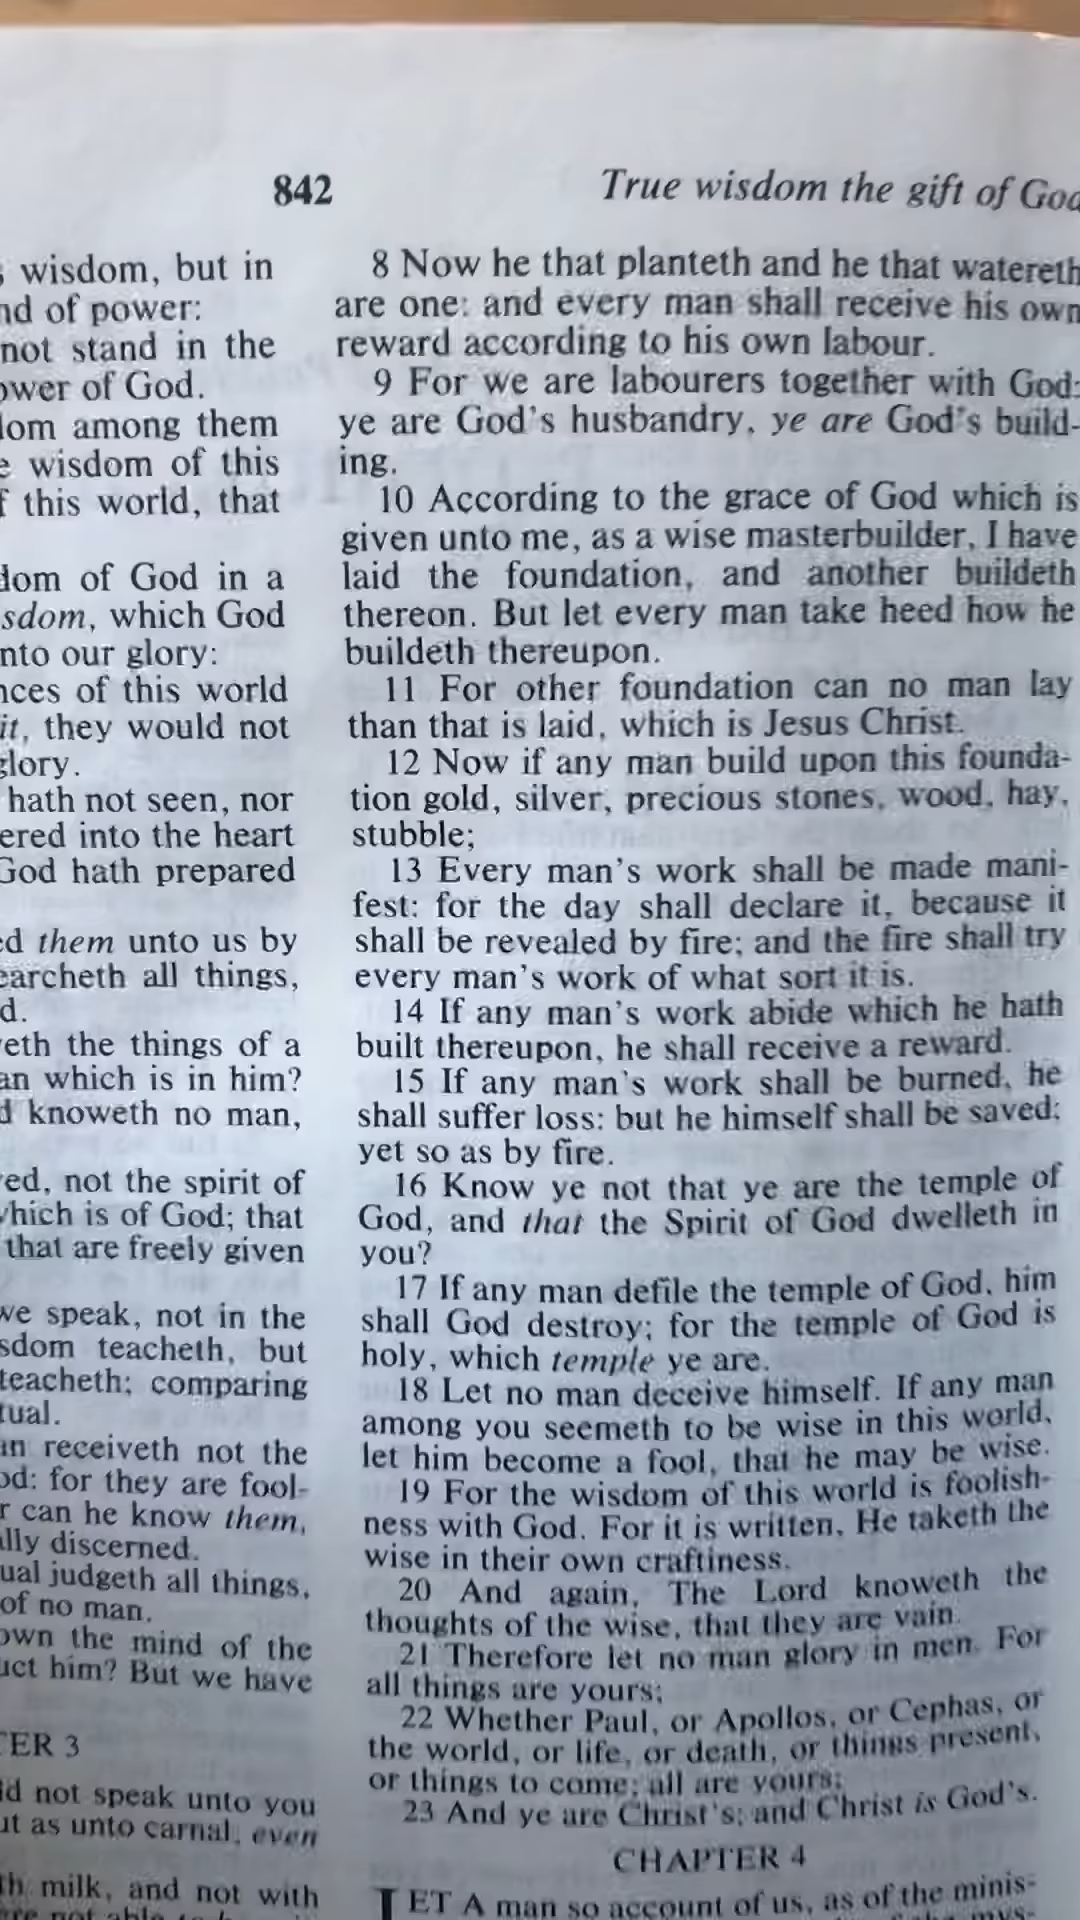 842
True wisdom the gift of God
wisdom, but in
of power:
not stand in the
of God.
among them
wisdom of this
this world, that
of God in a
which God
our glory:
of this world
it, they would not
glory.
hath not seen, nor
into the heart
God hath prepared
them unto us by
all things,
the things of a
which is in him?
knoweth no man,
not the spirit of
which is of God; that
that are freely given
we speak, not in the
teacheth, but
teacheth; comparing
receiveth not the
for they are fool-
can he know them,
discerned.
judgeth all things,
of no man.
the mind of the
him? But we have
3
not speak unto you
as unto carnal, even
milk, and not with
8 Now he that planteth and he that watereth
are one: and every man shall receive his own
reward according to his own labour.
9 For we are labourers together with God:
ye are God's husbandry, ye are God's build-
ing.
10 According to the grace of God which is
given unto me, as a wise masterbuilder, I have
laid the foundation, and another buildeth
thereon. But let every man take heed how he
buildeth thereupon.
11 For other foundation can no man lay
than that is laid, which is Jesus Christ.
12 Now if any man build upon this founda-
tion gold, silver, precious stones, wood, hay,
stubble;
13 Every man's work shall be made mani-
fest: for the day shall declare it, because it
shall be revealed by fire; and the fire shall try
every man's work of what sort it is.
14 If any man's work abide which he hath
built thereupon, he shall receive a reward.
15 If any man's work shall be burned, he
shall suffer loss: but he himself shall be saved;
yet so as by fire.
16 Know ye not that ye are the temple of
God, and that the Spirit of God dwelleth in
you?
17 If any man defile the temple of God, him
shall God destroy; for the temple of God is
holy, which temple ye are.
18 Let no man deceive himself. If any man
among you seemeth to be wise in this world,
let him become a fool, that he may be wise.
19 For the wisdom of this world is foolish-
ness with God. For it is written, He taketh the
wise in their own craftiness.
20 And again, The Lord knoweth the
thoughts of the wise, that they are vain.
21 Therefore let no man glory in men. For
all things are yours;
22 Whether Paul, or Apollos, or Cephas, or
the world, or life, or death, or things present,
or things to come; all are yours;
23 And ye are Christ's; and Christ is God's.
CHAPTER 4
LET A man so account of us, as of the minis-